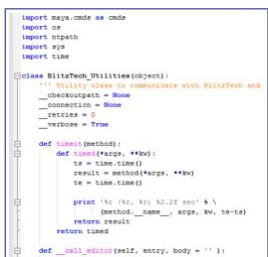 import maya.cmds as cmds
import os
import ntpath
import sys
import time
class BlitzTech_Utilities(object):
''' Utility class to communicate with BlitzTech and
__checkoutpath = None
__connection = None
__retries = 0
__verbose = True
def timeit(method):
def timed(*args, **kw):
ts = time.time()
result = method(*args, **kw)
te = time.time()
print '%r (%r, %r) %2.2f sec' % \
(method.__name__, args, kw, te-ts)
return result
return timed
def __call_editor(self, entry, body = '' ):